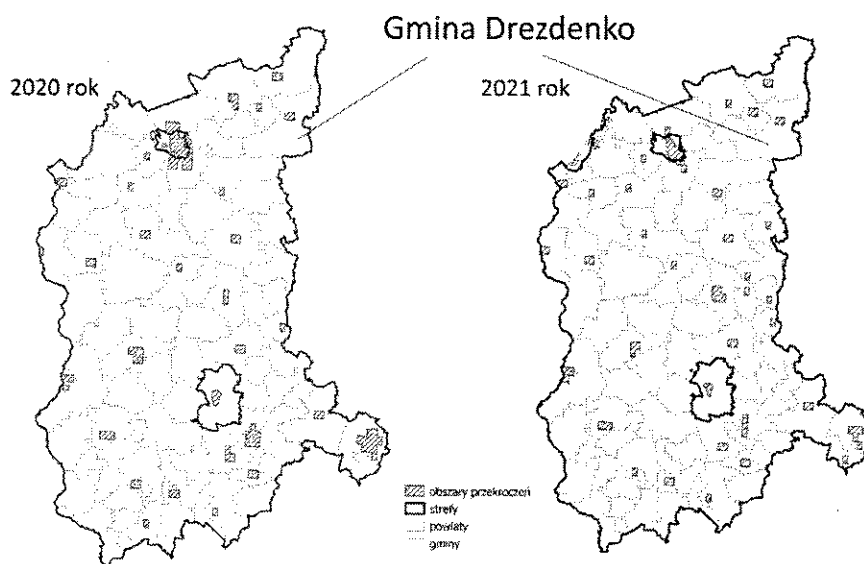 Gmina Drezdenko
2020 rok
2021 rok
obszary przekroczeń
strefy
powiaty
gminy